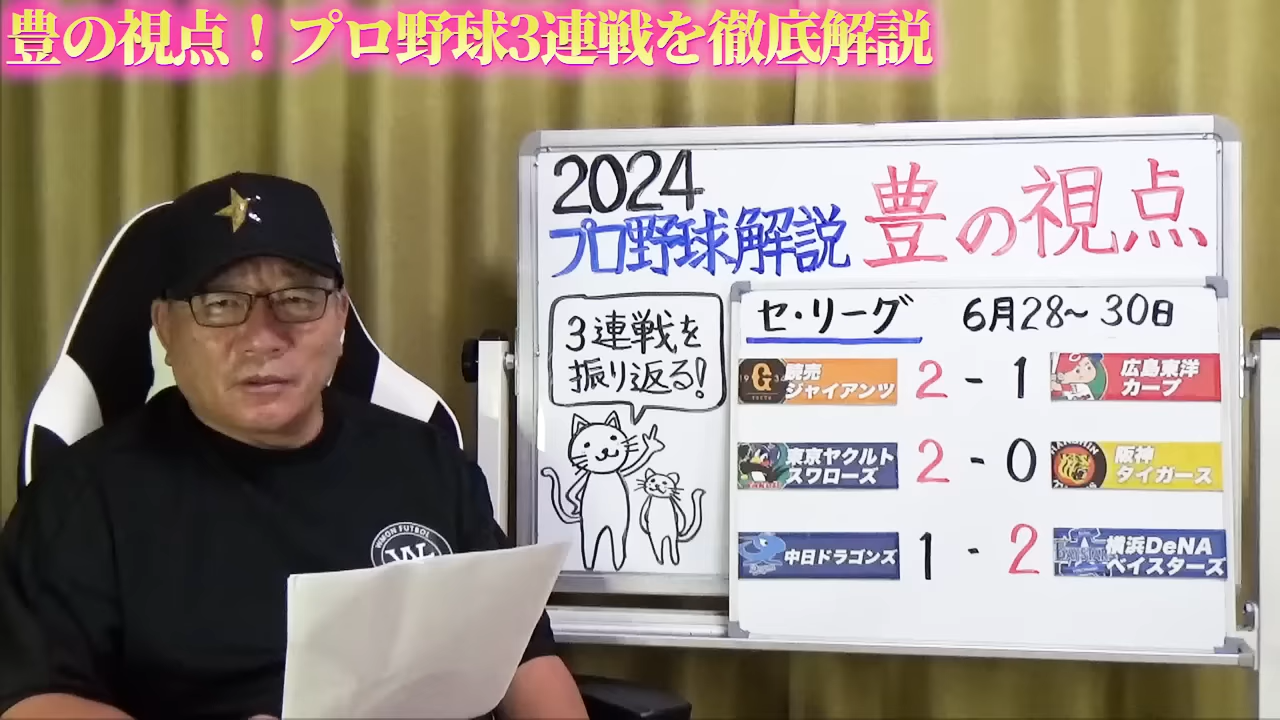 豊の視点！プロ野球3連戦を徹底解説
2024
プロ野球解説 豊の視点
3連戦を
振り返る!
セ・リーグ 6月28～30日
読売
ジャイアンツ
2 - 1
広島東洋
カープ
東京ヤクルト
スワローズ
2 - 0
阪神
タイガース
中日ドラゴンズ
1 - 2
横浜DeNA
ベイスターズ
G
W